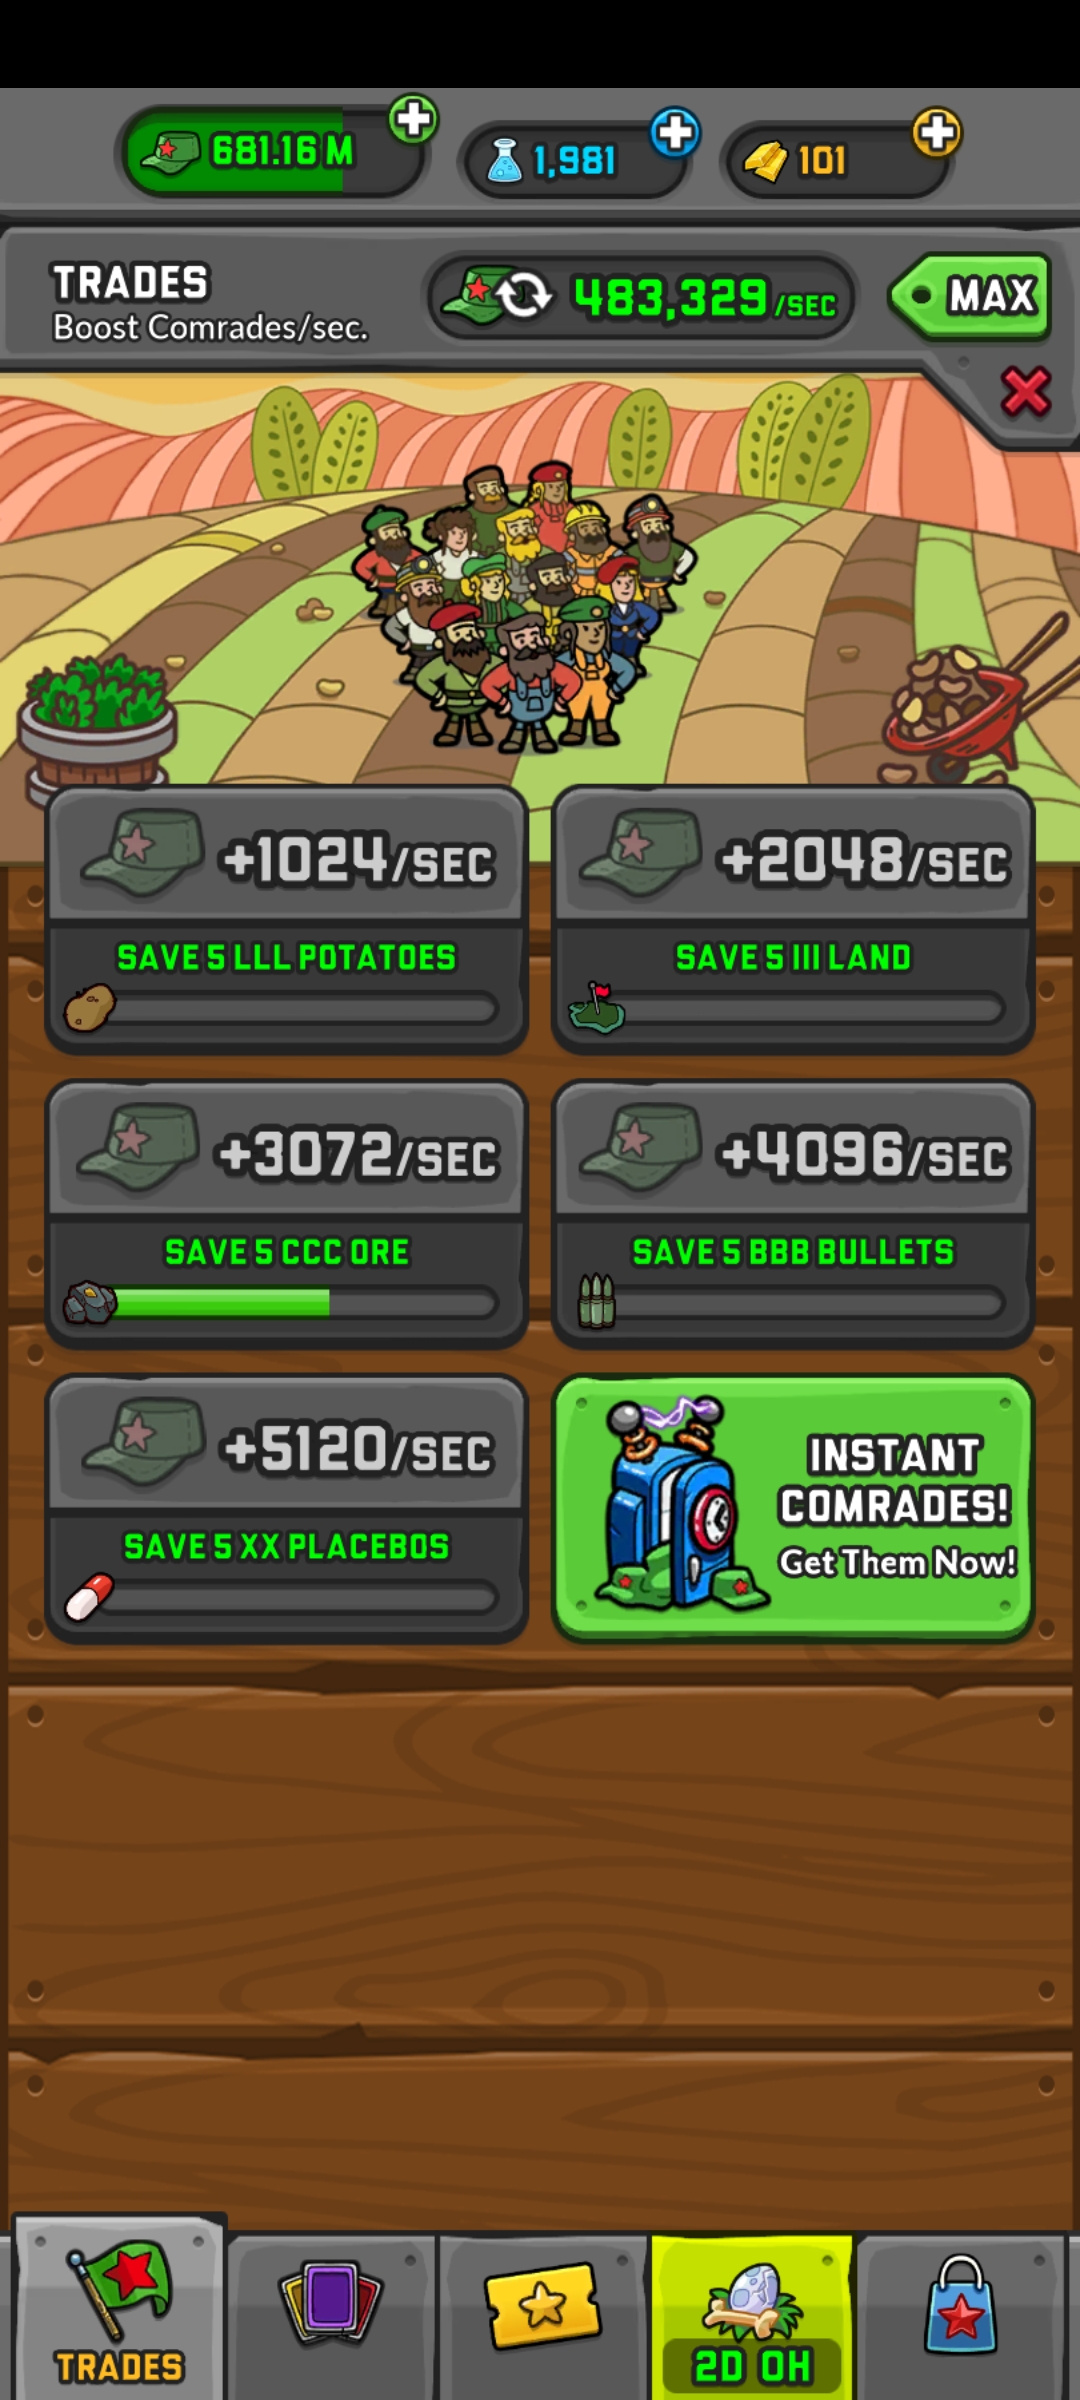 681.16 M
1,981
101
TRADES
Boost Comrades/sec.
483,329/SEC
MAX
+1024/SEC
SAVE 5 LLL POTATOES
+2048/SEC
SAVE 5 III LAND
+3072/SEC
SAVE 5 CCC ORE
+4096/SEC
SAVE 5 BBB BULLETS
+5120/SEC
SAVE 5 XX PLACEBOS
INSTANT
COMRADES!
Get Them Now!
TRADES
2D 0H